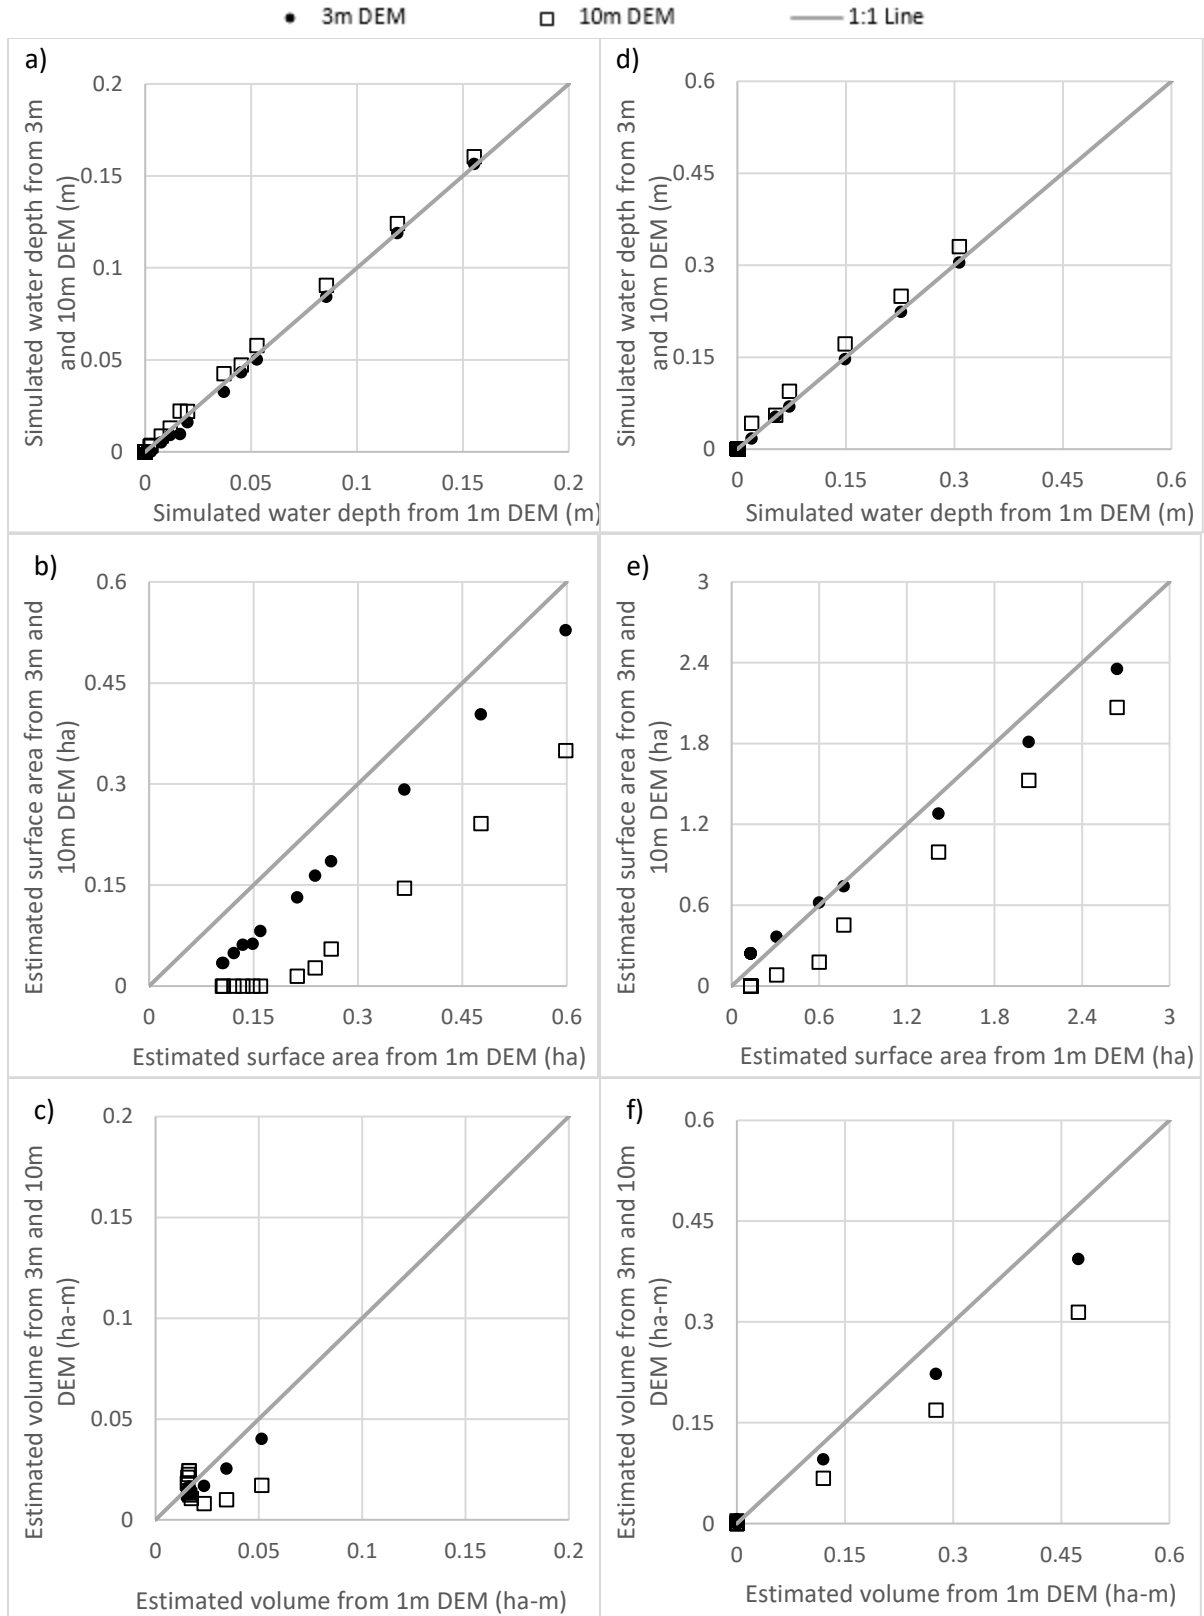 3m DEM 10m DEM 1:1 Line
a)
Simulated water depth from 3m
and 10m DEM (m)
0.2
0.15
0.1
0.05
0
0 0.05 0.1 0.15 0.2
Simulated water depth from 1m DEM (m)
d)
Simulated water depth from 3m
and 10m DEM (m)
0.6
0.45
0.3
0.15
0
0 0.15 0.3 0.45 0.6
Simulated water depth from 1m DEM (m)
b)
Estimated surface area from 3m and
10m DEM (ha)
0.6
0.45
0.3
0.15
0
0 0.15 0.3 0.45 0.6
Estimated surface area from 1m DEM (ha)
e)
Estimated surface area from 3m and
10m DEM (ha)
3
2.4
1.8
1.2
0.6
0
0 0.6 1.2 1.8 2.4 3
Estimated surface area from 1m DEM (ha)
c)
Estimated volume from 3m and 10m
DEM (ha-m)
0.2
0.15
0.1
0.05
0
0 0.05 0.1 0.15 0.2
Estimated volume from 1m DEM (ha-m)
f)
Estimated volume from 3m and 10m
DEM (ha-m)
0.6
0.45
0.3
0.15
0
0 0.15 0.3 0.45 0.6
Estimated volume from 1m DEM (ha-m)